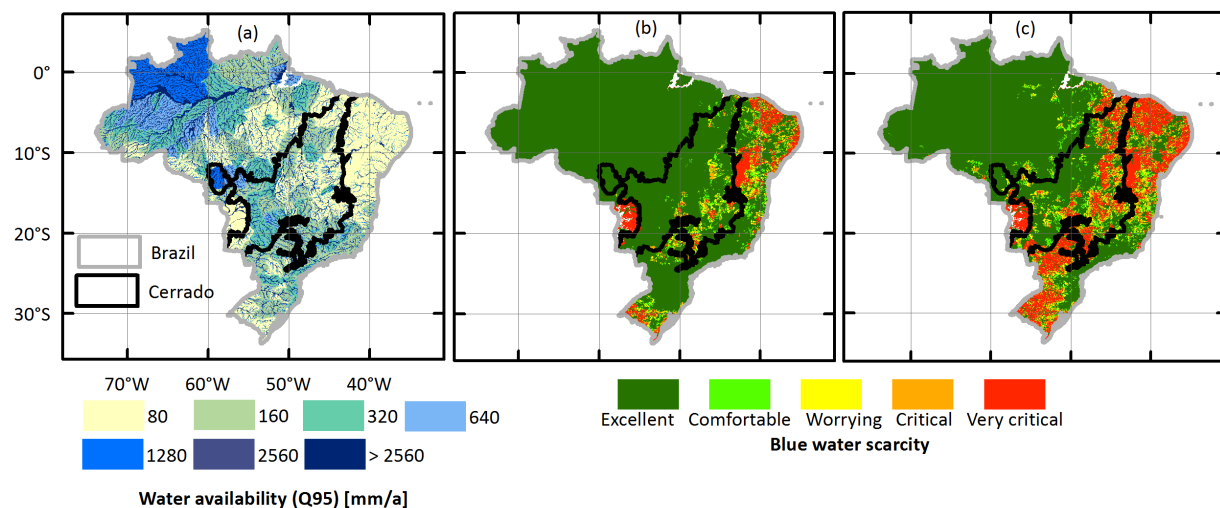 (a) (b) (c)
0°
10°S
20°S
30°S
Brazil
Cerrado
70°W 60°W 50°W 40°W
80 160 320 640
1280 2560 > 2560
Water availability (Q95) [mm/a]
Excellent Comfortable Worrying Critical Very critical
Blue water scarcity